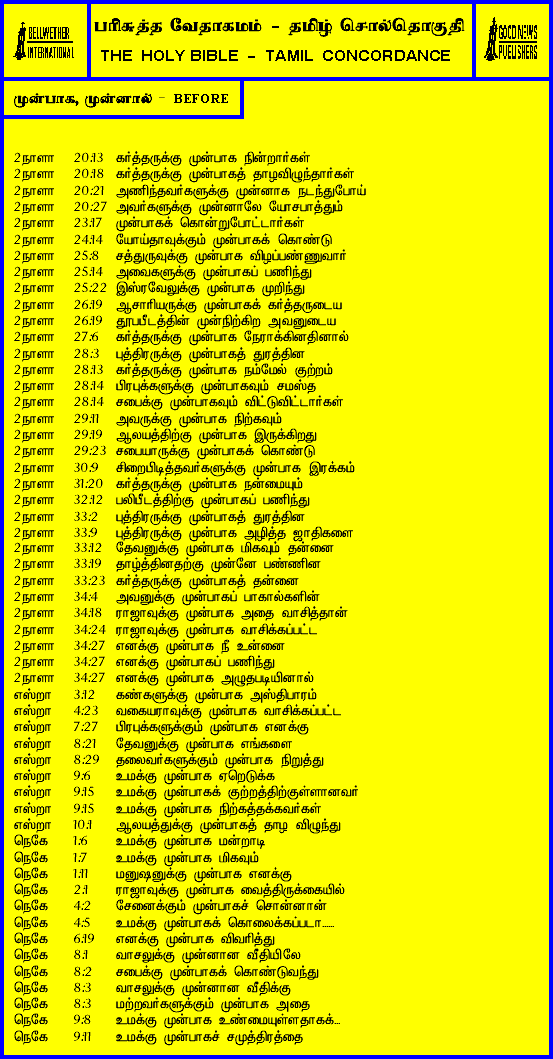 BELLWETHER
INTERNATIONAL
பரிசுத்த வேதாகமம் - தமிழ் சொல்தொகுதி
THE HOLY BIBLE - TAMIL CONCORDANCE
GOOD NEWS
PUBLISHERS
முன்பாக, முன்னால் - BEFORE
2நாளா 20:13 கர்த்தருக்கு முன்பாக நின்றார்கள்
2நாளா 20:18 கர்த்தருக்கு முன்பாகத் தாழவிழுந்தார்கள்
2நாளா 20:21 அணிந்தவர்களுக்கு முன்னாக நடந்துபோய்
2நாளா 20:27 அவர்களுக்கு முன்னாலே யோசபாத்தும்
2நாளா 23:17 முன்பாகக் கொன்றுபோட்டார்கள்
2நாளா 24:14 யோய்தாவுக்கும் முன்பாகக் கொண்டு
2நாளா 25:8 சத்துருவுக்கு முன்பாக விழப்பண்ணுவார்
2நாளா 25:14 அவைகளுக்கு முன்பாகப் பணிந்து
2நாளா 25:22 இஸ்ரவேலுக்கு முன்பாக முறிந்து
2நாளா 26:19 ஆசாரியருக்கு முன்பாகக் கர்த்தருடைய
2நாளா 26:19 தூபபீடத்தின் முன்நிற்கிற அவனுடைய
2நாளா 27:6 கர்த்தருக்கு முன்பாக நேராக்கினதினால்
2நாளா 28:3 புத்திரருக்கு முன்பாகத் துரத்தின
2நாளா 28:13 கர்த்தருக்கு முன்பாக நம்மேல் குற்றம்
2நாளா 28:14 பிரபுக்களுக்கு முன்பாகவும் சமஸ்த
2நாளா 28:14 சபைக்கு முன்பாகவும் விட்டுவிட்டார்கள்
2நாளா 29:11 அவருக்கு முன்பாக நிற்கவும்
2நாளா 29:19 ஆலயத்திற்கு முன்பாக இருக்கிறது
2நாளா 29:23 சபையாருக்கு முன்பாகக் கொண்டு
2நாளா 30:9 சிறைபிடித்தவர்களுக்கு முன்பாக இரக்கம்
2நாளா 31:20 கர்த்தருக்கு முன்பாக நன்மையும்
2நாளா 32:12 பலிபீடத்திற்கு முன்பாகப் பணிந்து
2நாளா 33:2 புத்திரருக்கு முன்பாகத் துரத்தின
2நாளா 33:9 புத்திரருக்கு முன்பாக அழித்த ஜாதிகளை
2நாளா 33:12 தேவனுக்கு முன்பாக மிகவும் தன்னை
2நாளா 33:19 தாழ்த்தினதற்கு முன்னே பண்ணின
2நாளா 33:23 கர்த்தருக்கு முன்பாகத் தன்னை
2நாளா 34:4 அவனுக்கு முன்பாகப் பாகால்களின்
2நாளா 34:18 ராஜாவுக்கு முன்பாக அதை வாசித்தான்
2நாளா 34:24 ராஜாவுக்கு முன்பாக வாசிக்கப்பட்ட
2நாளா 34:27 எனக்கு முன்பாக நீ உன்னை
2நாளா 34:27 எனக்கு முன்பாகப் பணிந்து
2நாளா 34:27 எனக்கு முன்பாக அழுதபடியினால்
எஸ்றா 3:12 கண்களுக்கு முன்பாக அஸ்திபாரம்
எஸ்றா 4:23 வகையராவுக்கு முன்பாக வாசிக்கப்பட்ட
எஸ்றா 7:27 பிரபுக்களுக்கும் முன்பாக எனக்கு
எஸ்றா 8:21 தேவனுக்கு முன்பாக எங்களை
எஸ்றா 8:29 தலைவர்களுக்கும் முன்பாக நிறுத்து
எஸ்றா 9:6 உமக்கு முன்பாக ஏறெடுக்க
எஸ்றா 9:15 உமக்கு முன்பாகக் குற்றத்திற்குள்ளானவர்
எஸ்றா 9:15 உமக்கு முன்பாக நிற்கத்தக்கவர்கள்
எஸ்றா 10:1 ஆலயத்துக்கு முன்பாகத் தாழ விழுந்து
நெகே 1:6 உமக்கு முன்பாக மன்றாடி
நெகே 1:7 உமக்கு முன்பாக மிகவும்
நெகே 1:11 மனுஷனுக்கு முன்பாக எனக்கு
நெகே 2:1 ராஜாவுக்கு முன்பாக வைத்திருக்கையில்
நெகே 4:2 சேனைக்கும் முன்பாகச் சொன்னான்
நெகே 4:5 உமக்கு முன்பாகக் கொலைக்கப்படா.....
நெகே 6:19 எனக்கு முன்பாக விவரித்து
நெகே 8:1 வாசலுக்கு முன்னான வீதியிலே
நெகே 8:2 சபைக்கு முன்பாகக் கொண்டுவந்து
நெகே 8:3 வாசலுக்கு முன்னான வீதிக்கு
நெகே 8:3 மற்றவர்களுக்கும் முன்பாக அதை
நெகே 9:8 உமக்கு முன்பாக உண்மையுள்ளதாகக்...
நெகே 9:11 உமக்கு முன்பாகச் சமுத்திரத்தை